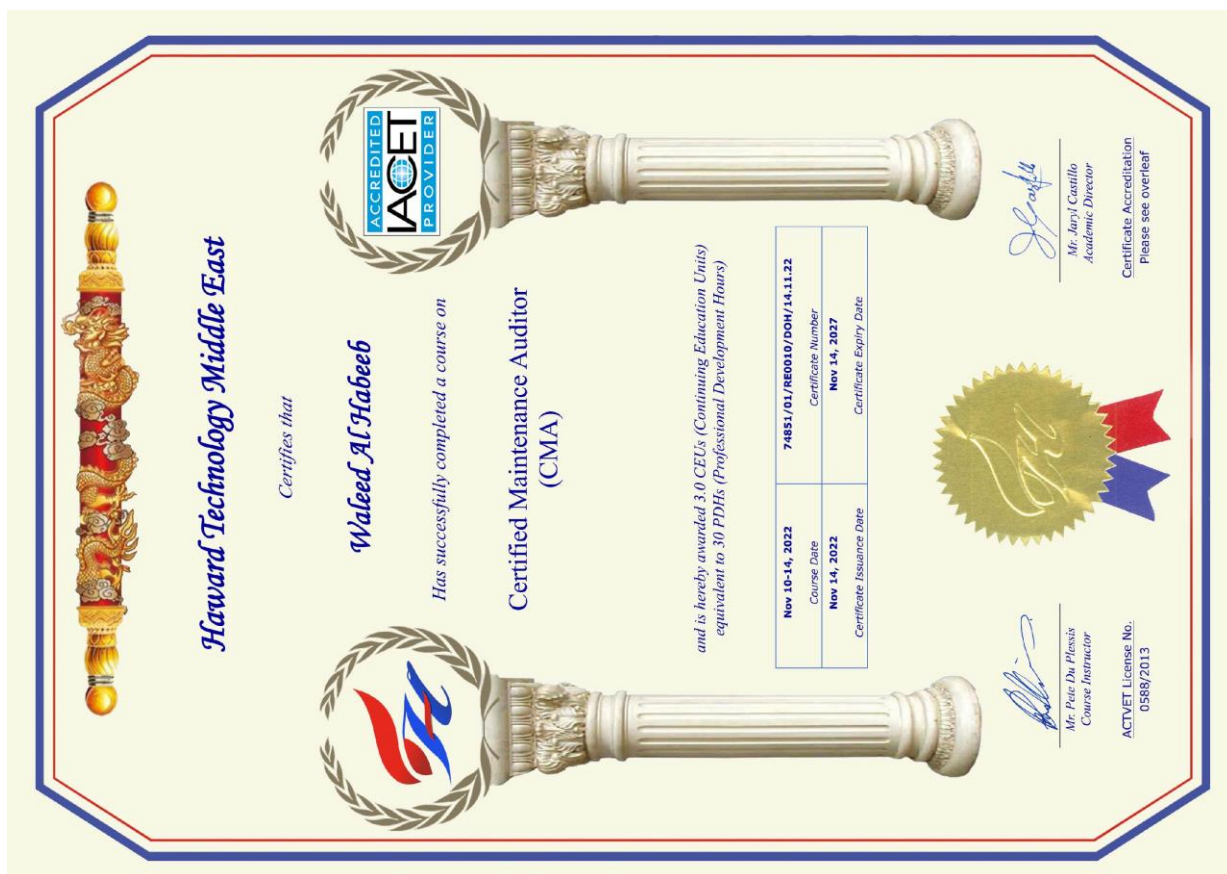 Haward Technology Middle East
Certifies that
Waleed Al Habeeb
ACCREDITED
IACET
PROVIDER
Has successfully completed a course on
Certified Maintenance Auditor
(CMA)
and is hereby awarded 3.0 CEUs (Continuing Education Units)
equivalent to 30 PDHs (Professional Development Hours)
Nov 10-14, 2022 74851/01/RE0010/DOH/14.11.22
Course Date Certificate Number
Nov 14, 2022 Nov 14, 2027
Certificate Issuance Date Certificate Expiry Date
Mr. Pete Du Plessis
Course Instructor
Mr. Jaryl Castillo
Academic Director
ACTVET License No.
0588/2013
Certificate Accreditation
Please see overleaf